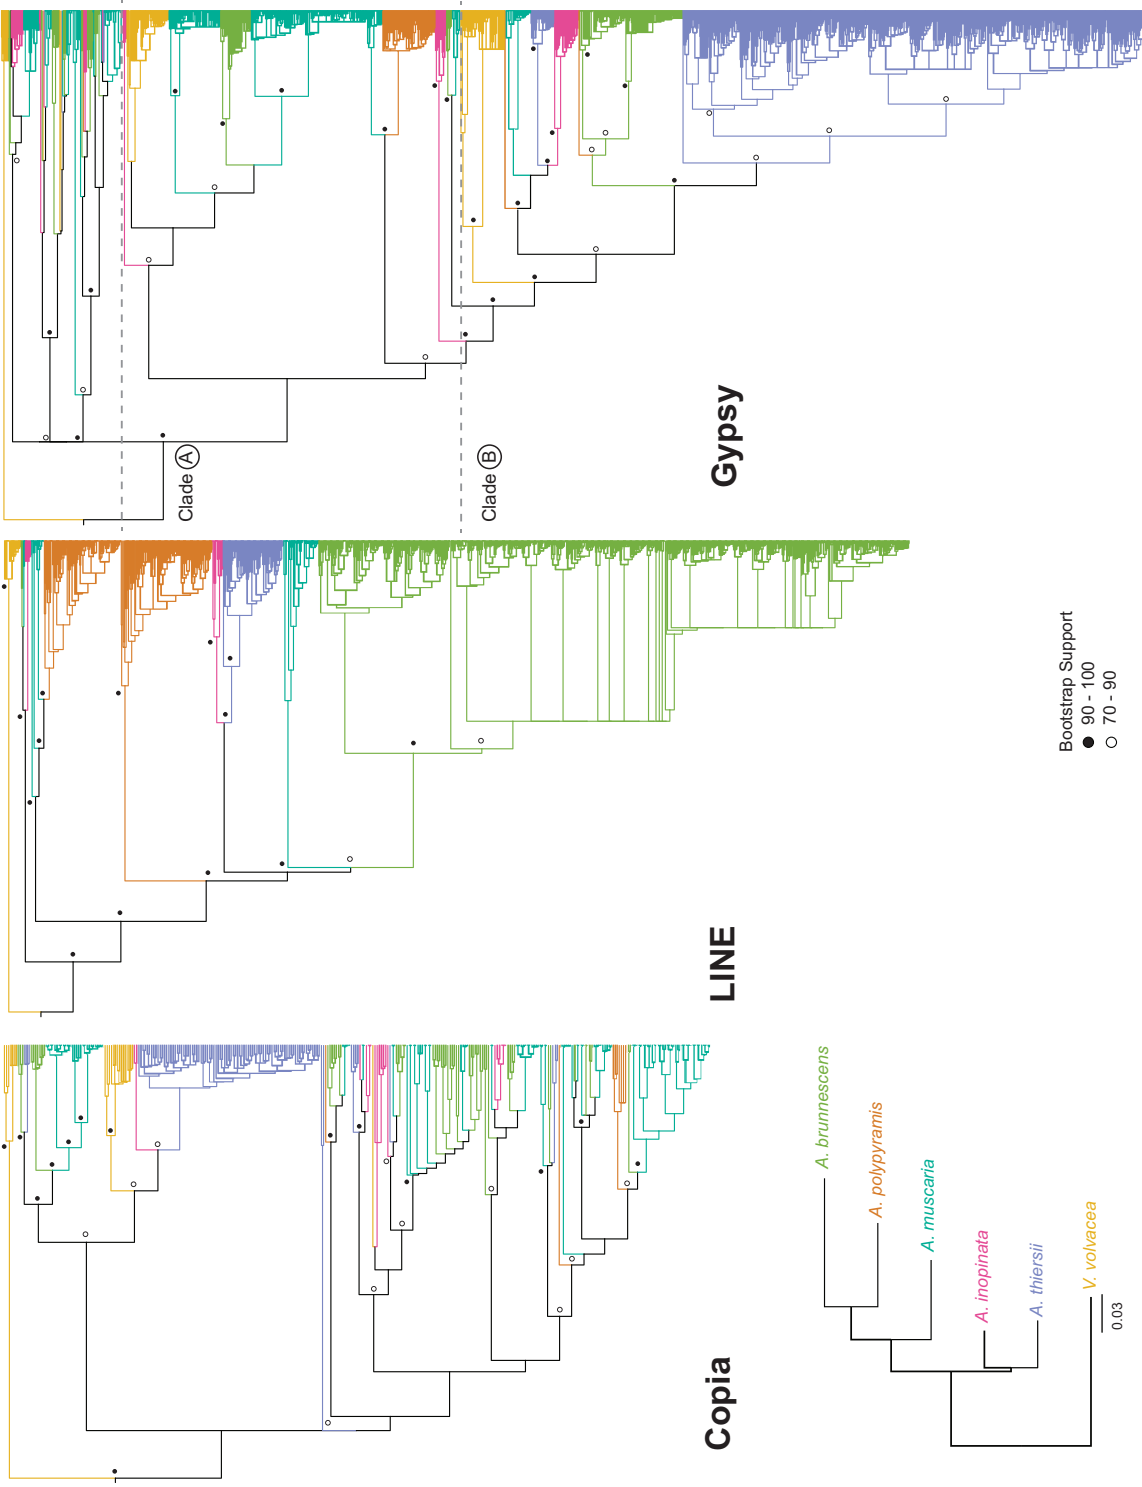 Copia
LINE
Gypsy
Clade A
Clade B
Bootstrap Support
90 - 100
70 - 90
A. brunnescens
A. polypyramis
A. muscaria
A. inopinata
A. thiersii
V. volvacea
0.03